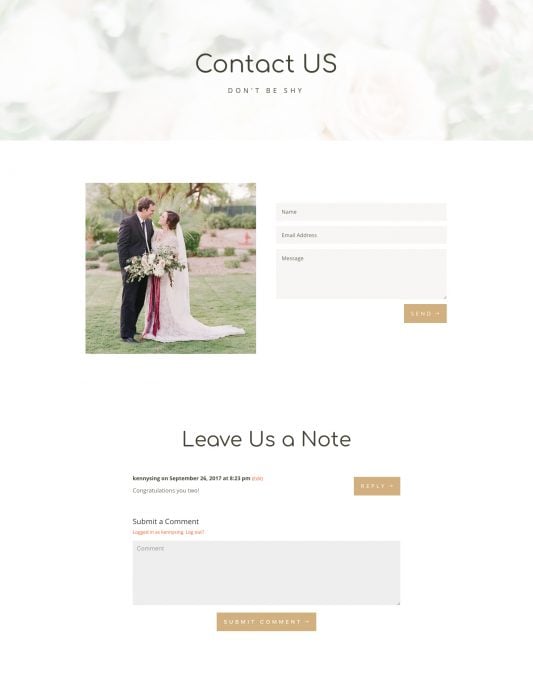 Contact US
DON'T BE SHY
Name
Email Address
Message
SEND →
Leave Us a Note
kennysing on September 26, 2017 at 8:23 pm (Edit)
REPLY →
Congratulations you two!
Submit a Comment
Logged in as kennysing. Log out?
Comment
SUBMIT COMMENT →